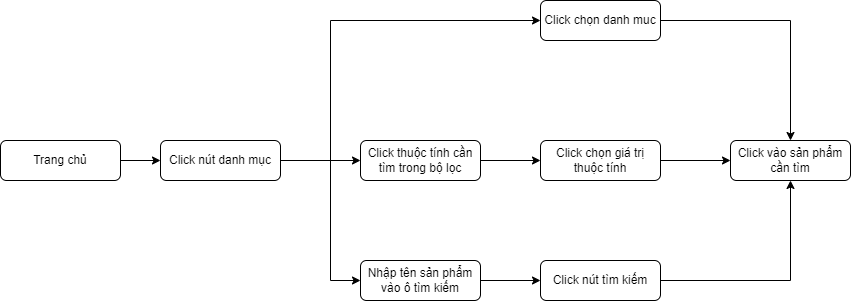 Click chọn danh muc
Trang chủ
Click nút danh mục
Click thuộc tính cần
tìm trong bộ lọc
Click chọn giá trị
thuộc tính
Click vào sản phẩm
cần tìm
Nhập tên sản phẩm
vào ô tìm kiếm
Click nút tìm kiếm